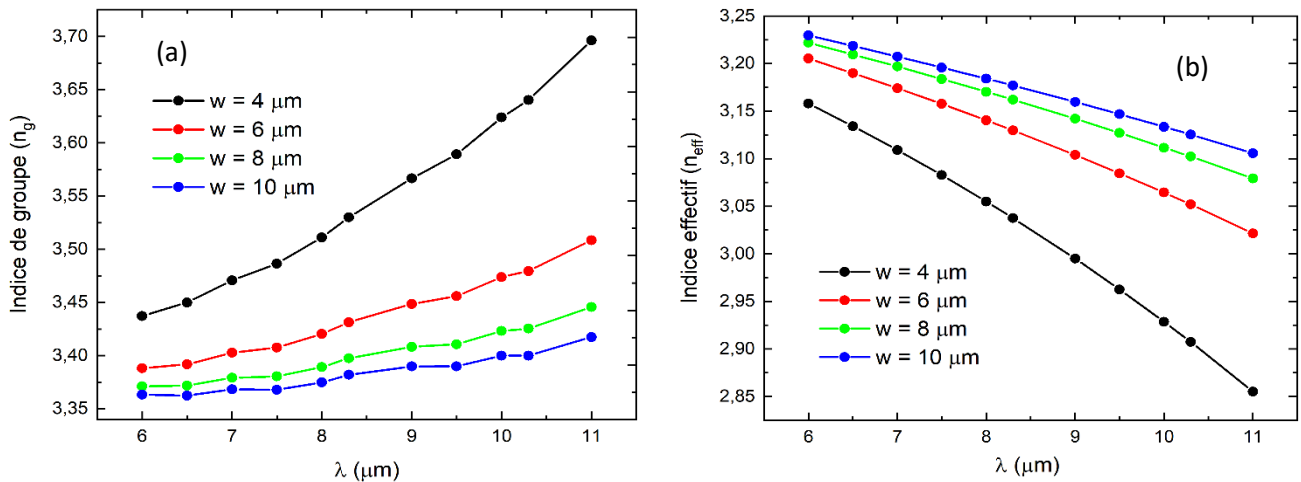 (a)
Indice de groupe (n_g)
3,70
3,65
3,60
3,55
3,50
3,45
3,40
3,35
w = 4 μm
w = 6 μm
w = 8 μm
w = 10 μm
6 7 8 9 10 11
λ (μm)
(b)
Indice effectif (n_eff)
3,25
3,20
3,15
3,10
3,05
3,00
2,95
2,90
2,85
w = 4 μm
w = 6 μm
w = 8 μm
w = 10 μm
6 7 8 9 10 11
λ (μm)